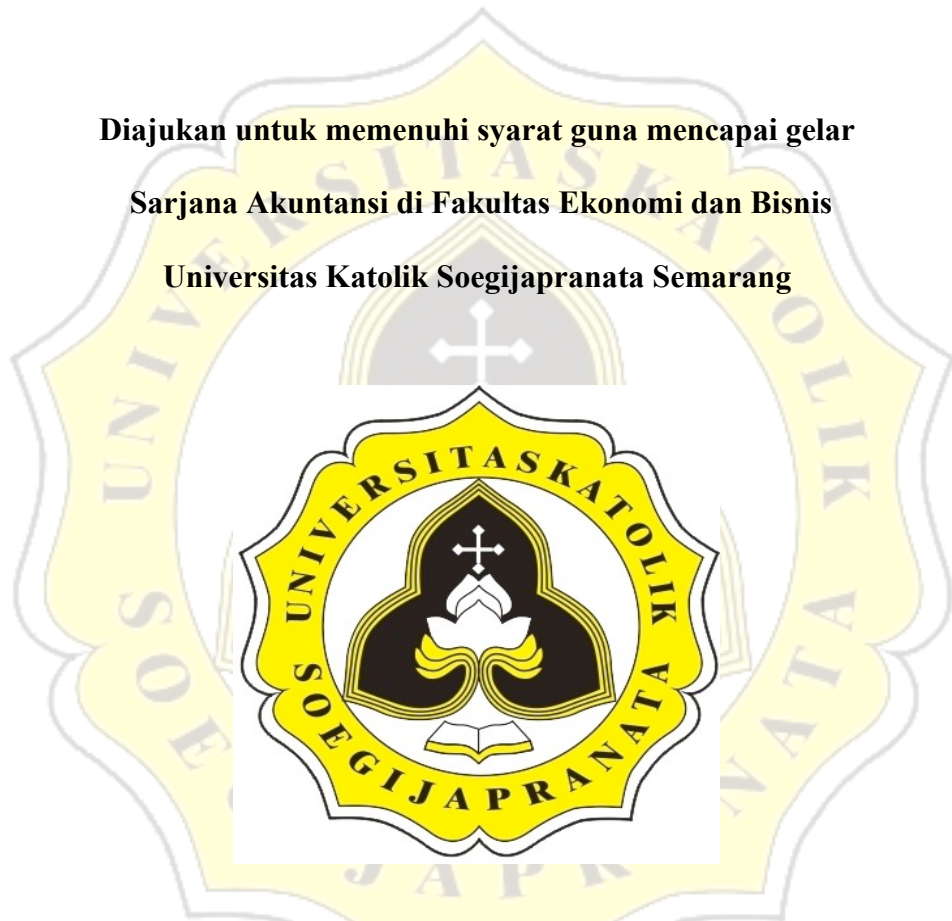 Diajukan untuk memenuhi syarat guna mencapai gelar
Sarjana Akuntansi di Fakultas Ekonomi dan Bisnis
Universitas Katolik Soegijapranata Semarang
UNIVERSITAS KATOLIK
SOEGIJAPRANATA